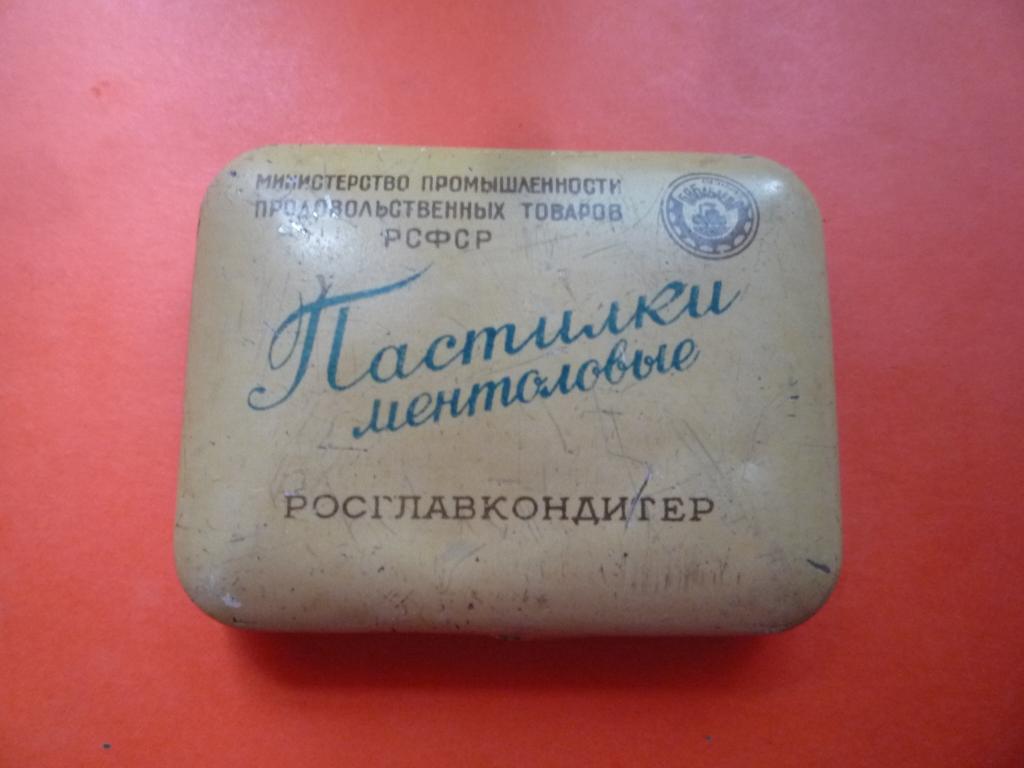 МИНИСТЕРСТВО ПРОМЫШЛЕННОСТИ
ПРОДОВОЛЬСТВЕННЫХ ТОВАРОВ
РСФСР
Пастилки
ментоловые
РОСГЛАВКОНДИТЕР